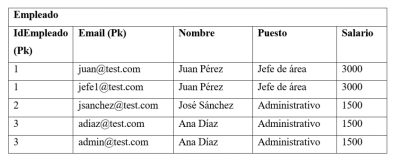 Empleado
IdEmpleado (Pk) Email (Pk) Nombre Puesto Salario
1 juan@test.com Juan Pérez Jefe de área 3000
1 jefe1@test.com Juan Pérez Jefe de área 3000
2 jsanchez@test.com José Sánchez Administrativo 1500
3 adiaz@test.com Ana Díaz Administrativo 1500
3 admin@test.com Ana Díaz Administrativo 1500